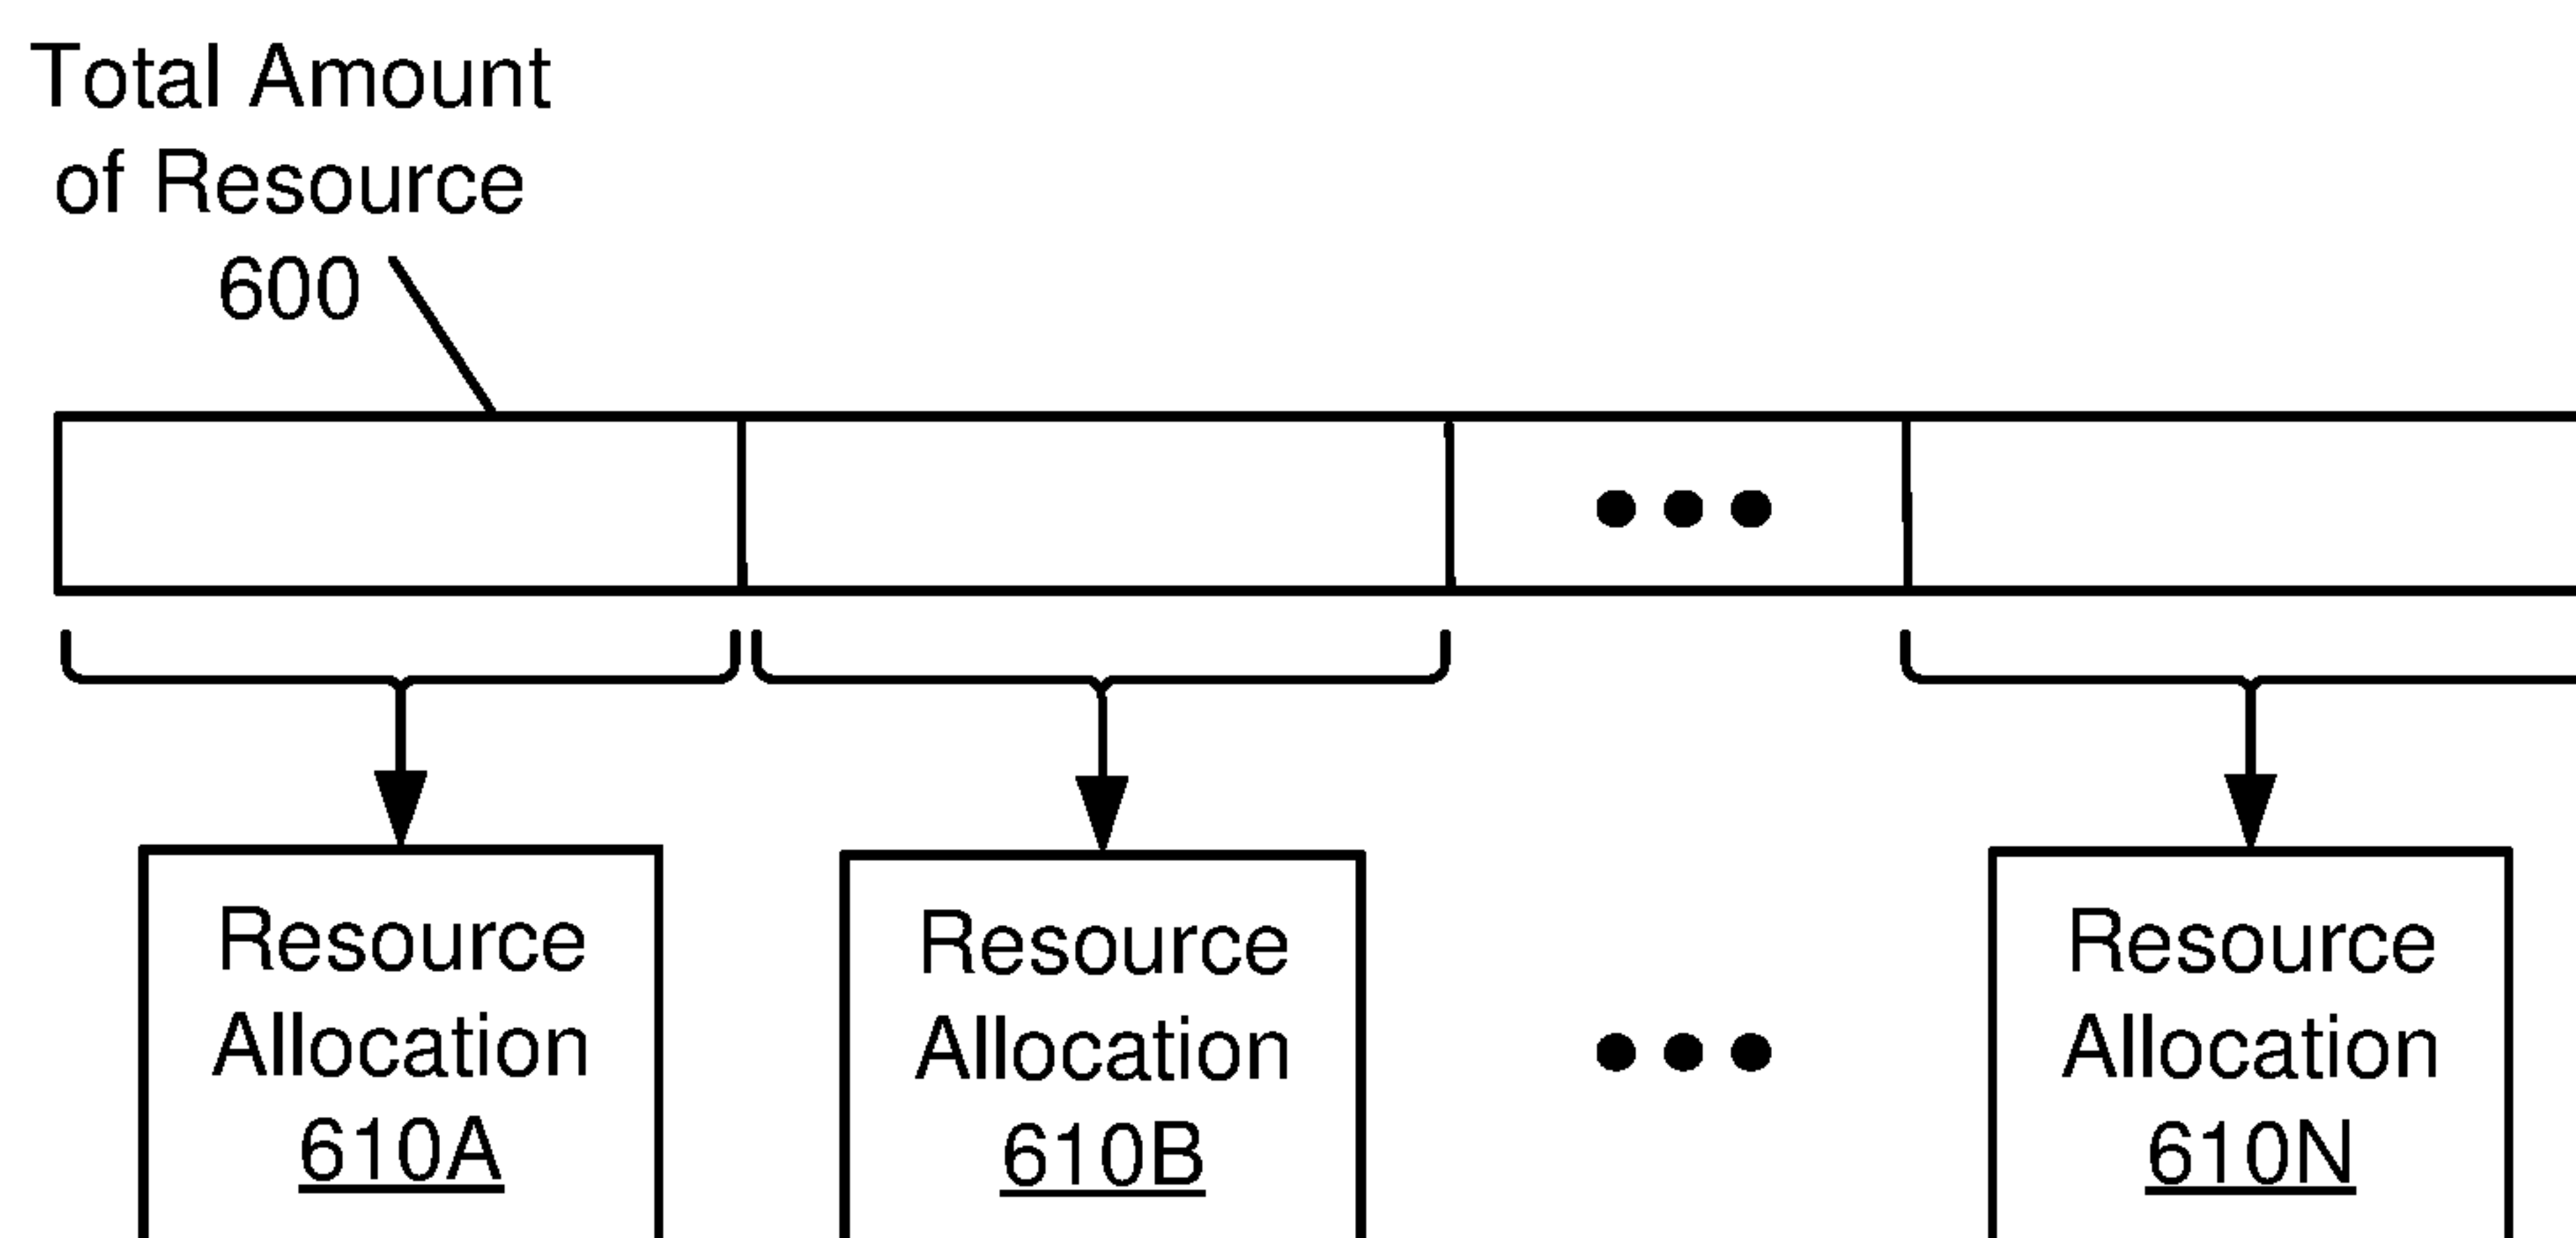 Total Amount
of Resource
600
Resource
Allocation
610A
Resource
Allocation
610B
Resource
Allocation
610N